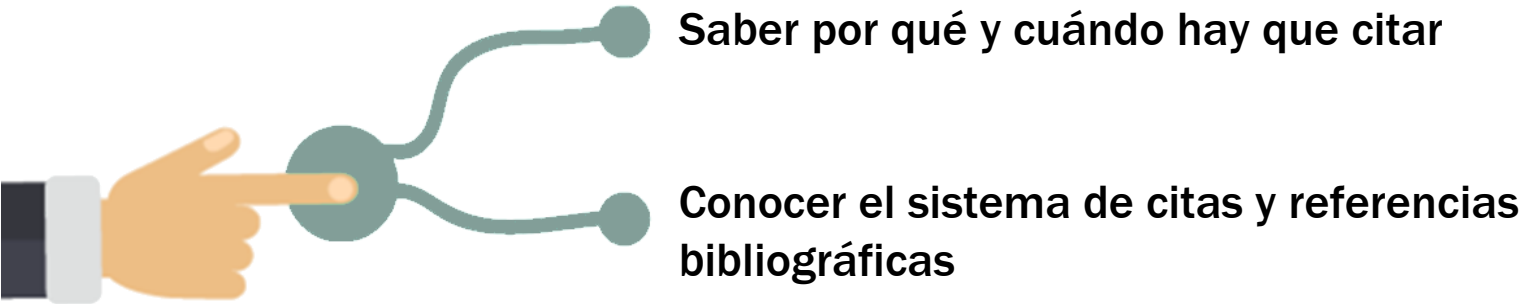 Saber por qué y cuándo hay que citar
Conocer el sistema de citas y referencias
bibliográficas